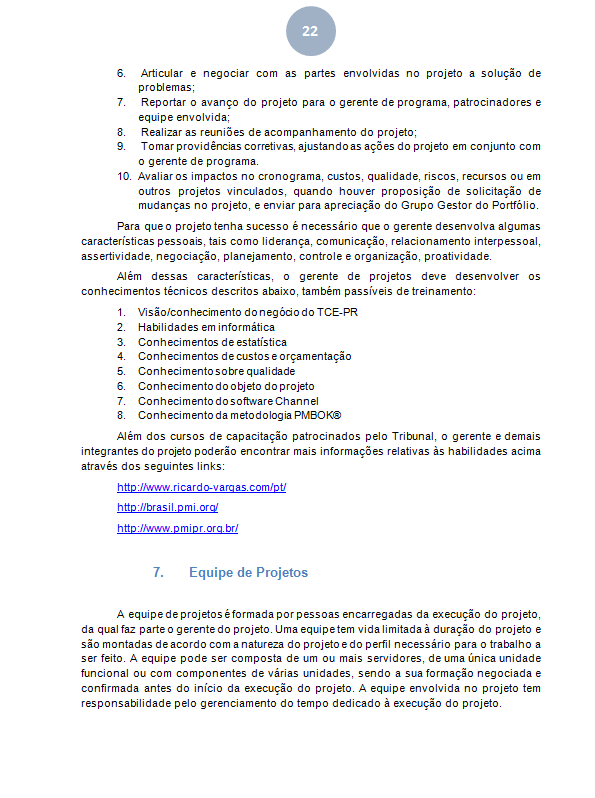 22
6. Articular e negociar com as partes envolvidas no projeto a solução de
problemas;
7. Reportar o avanço do projeto para o gerente de programa, patrocinadores e
equipe envolvida;
8. Realizar as reuniões de acompanhamento do projeto;
9. Tomar providências corretivas, ajustando as ações do projeto em conjunto com
o gerente de programa.
10. Avaliar os impactos no cronograma, custos, qualidade, riscos, recursos ou em
outros projetos vinculados, quando houver proposição de solicitação de
mudanças no projeto, e enviar para apreciação do Grupo Gestor do Portfólio.
Para que o projeto tenha sucesso é necessário que o gerente desenvolva algumas
características pessoais, tais como liderança, comunicação, relacionamento interpessoal,
assertividade, negociação, planejamento, controle e organização, proatividade.
Além dessas características, o gerente de projetos deve desenvolver os
conhecimentos técnicos descritos abaixo, também passíveis de treinamento:
1. Visão/conhecimento do negócio do TCE-PR
2. Habilidades em informática
3. Conhecimentos de estatística
4. Conhecimentos de custos e orçamentação
5. Conhecimento sobre qualidade
6. Conhecimento do objeto do projeto
7. Conhecimento do software Channel
8. Conhecimento da metodologia PMBOK®
Além dos cursos de capacitação patrocinados pelo Tribunal, o gerente e demais
integrantes do projeto poderão encontrar mais informações relativas às habilidades acima
através dos seguintes links:
http://www.ricardo-vargas.com/pt/
http://brasil.pmi.org/
http://www.pmipr.org.br/
7. Equipe de Projetos
A equipe de projetos é formada por pessoas encarregadas da execução do projeto,
da qual faz parte o gerente do projeto. Uma equipe tem vida limitada à duração do projeto e
são montadas de acordo com a natureza do projeto e do perfil necessário para o trabalho a
ser feito. A equipe pode ser composta de um ou mais servidores, de uma única unidade
funcional ou com componentes de várias unidades, sendo a sua formação negociada e
confirmada antes do início da execução do projeto. A equipe envolvida no projeto tem
responsabilidade pelo gerenciamento do tempo dedicado à execução do projeto.